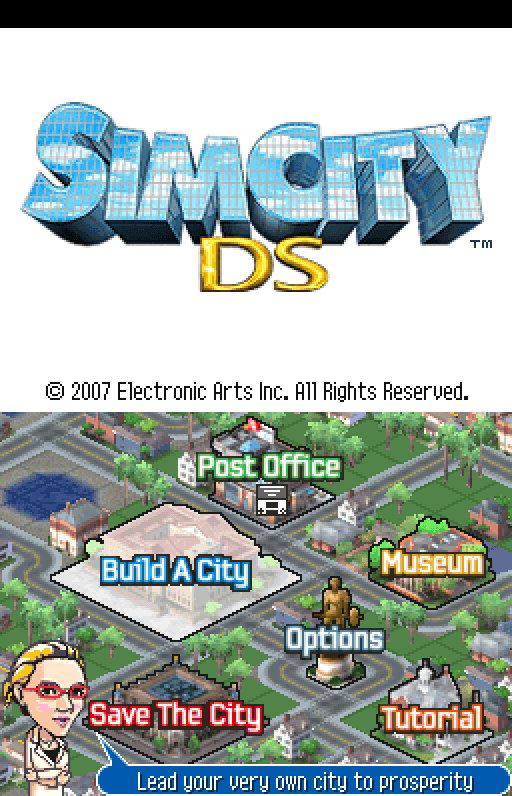 SIMCITY
DS
TM
© 2007 Electronic Arts Inc. All Rights Reserved.
Post Office
Build A City
Museum
Options
Save The City
Tutorial
Lead your very own city to prosperity